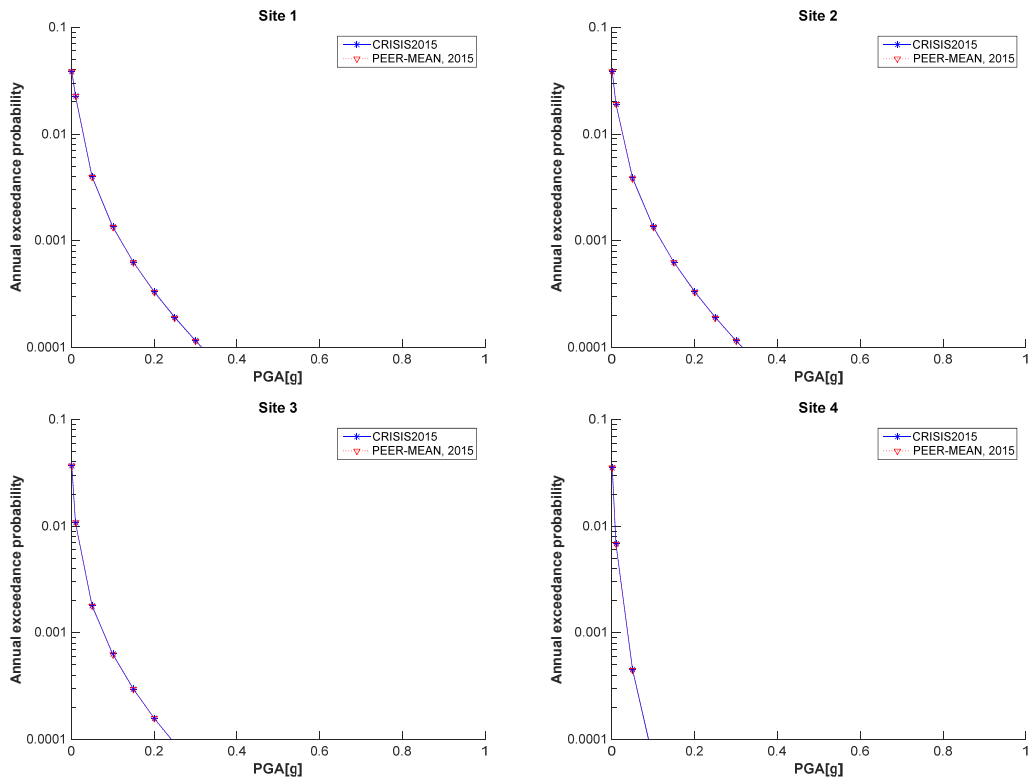 Site 1
0.1
CRISIS2015
PEER-MEAN, 2015
0.01
0.001
0.0001
Annual exceedance probability
0 0.2 0.4 0.6 0.8 1
PGA[g]
Site 2
0.1
CRISIS2015
PEER-MEAN, 2015
0.01
0.001
0.0001
Annual exceedance probability
0 0.2 0.4 0.6 0.8 1
PGA[g]
Site 3
0.1
CRISIS2015
PEER-MEAN, 2015
0.01
0.001
0.0001
Annual exceedance probability
0 0.2 0.4 0.6 0.8 1
PGA[g]
Site 4
0.1
CRISIS2015
PEER-MEAN, 2015
0.01
0.001
0.0001
Annual exceedance probability
0 0.2 0.4 0.6 0.8 1
PGA[g]